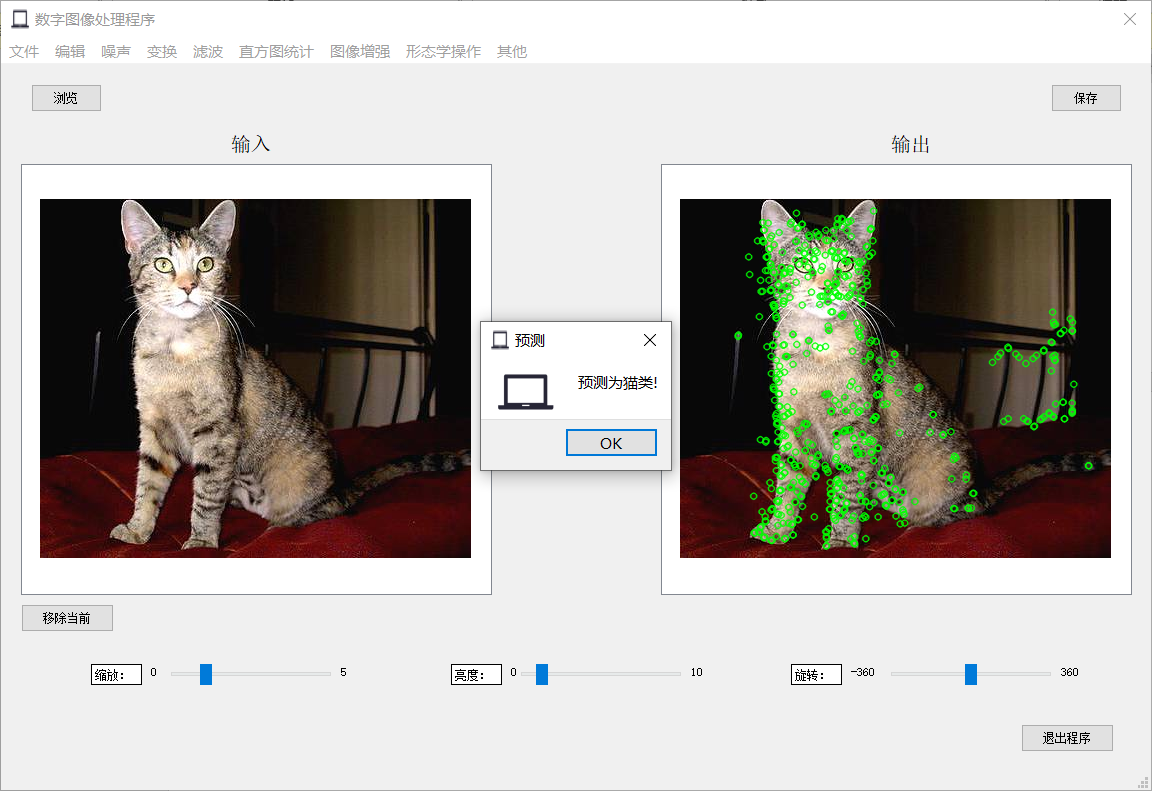 数字图像处理程序
文件 编辑 噪声 变换 滤波 直方图统计 图像增强 形态学操作 其他
浏览 保存
输入 输出
预测
预测为猫类!
OK
移除当前
缩放： 0 5 亮度： 0 10 旋转： -360 360
退出程序